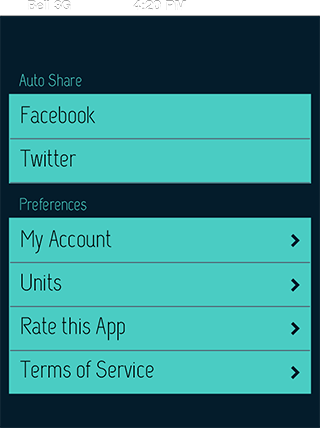 Bell 3G 4:20 PM
Auto Share
Facebook
Twitter
Preferences
My Account
Units
Rate this App
Terms of Service